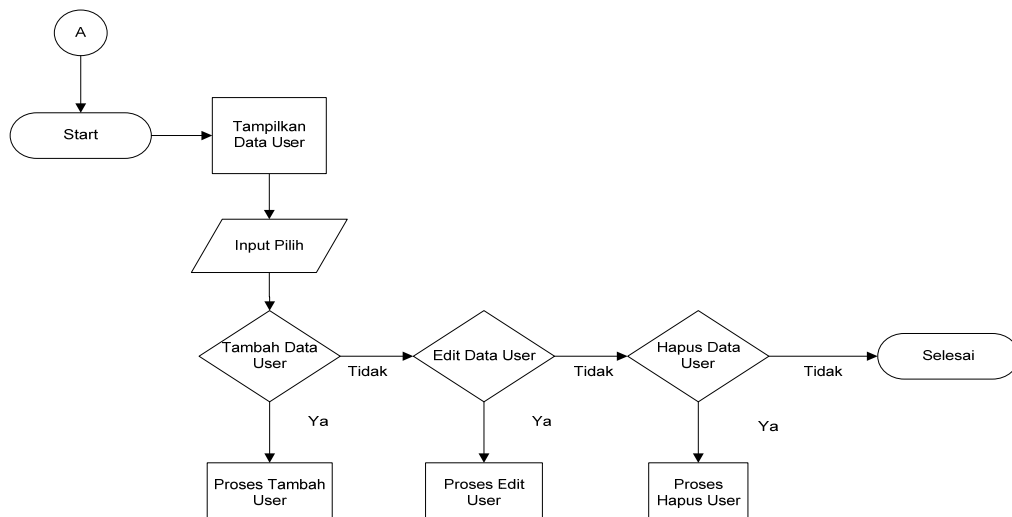 A
Start
Tampilkan
Data User
Input Pilih
Tambah Data
User
Tidak
Edit Data User
Tidak
Hapus Data
User
Tidak
Selesai
Ya
Ya
Ya
Proses Tambah
User
Proses Edit
User
Proses
Hapus User